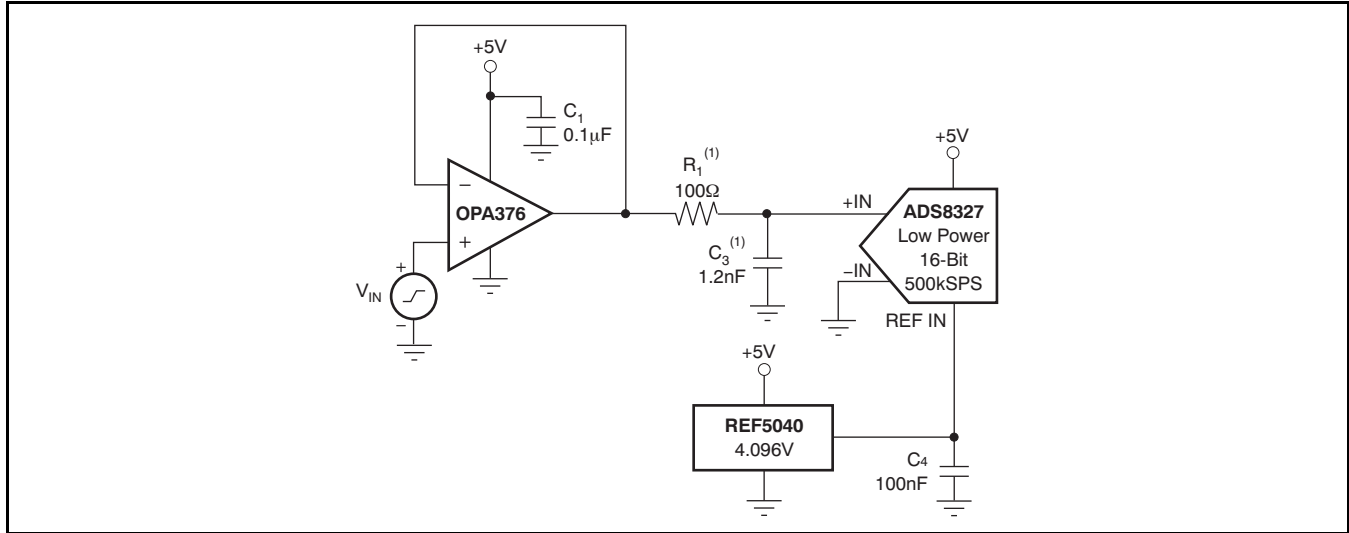 +5V
C1
0.1μF
−
OPA376
+
+
VIN
−
R1(1)
100Ω
C3(1)
1.2nF
+5V
+IN
−IN
ADS8327
Low Power
16-Bit
500kSPS
REF IN
+5V
REF5040
4.096V
C4
100nF